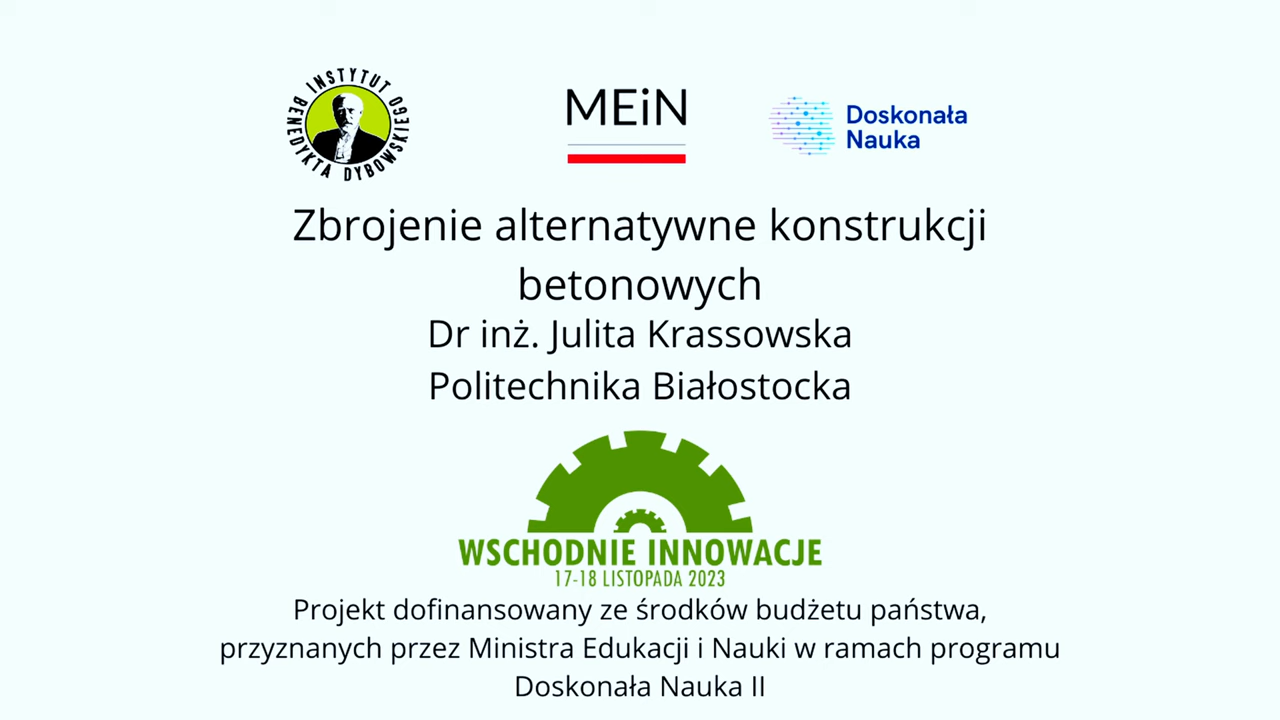 INSTYTUT BENEDYKTA DYBOWSKIEGO
MEiN
Doskonała
Nauka
Zbrojenie alternatywne konstrukcji
betonowych
Dr inż. Julita Krassowska
Politechnika Białostocka
WSCHODNIE INNOWACJE
17-18 LISTOPADA 2023
Projekt dofinansowany ze środków budżetu państwa,
przyznanych przez Ministra Edukacji i Nauki w ramach programu
Doskonała Nauka II